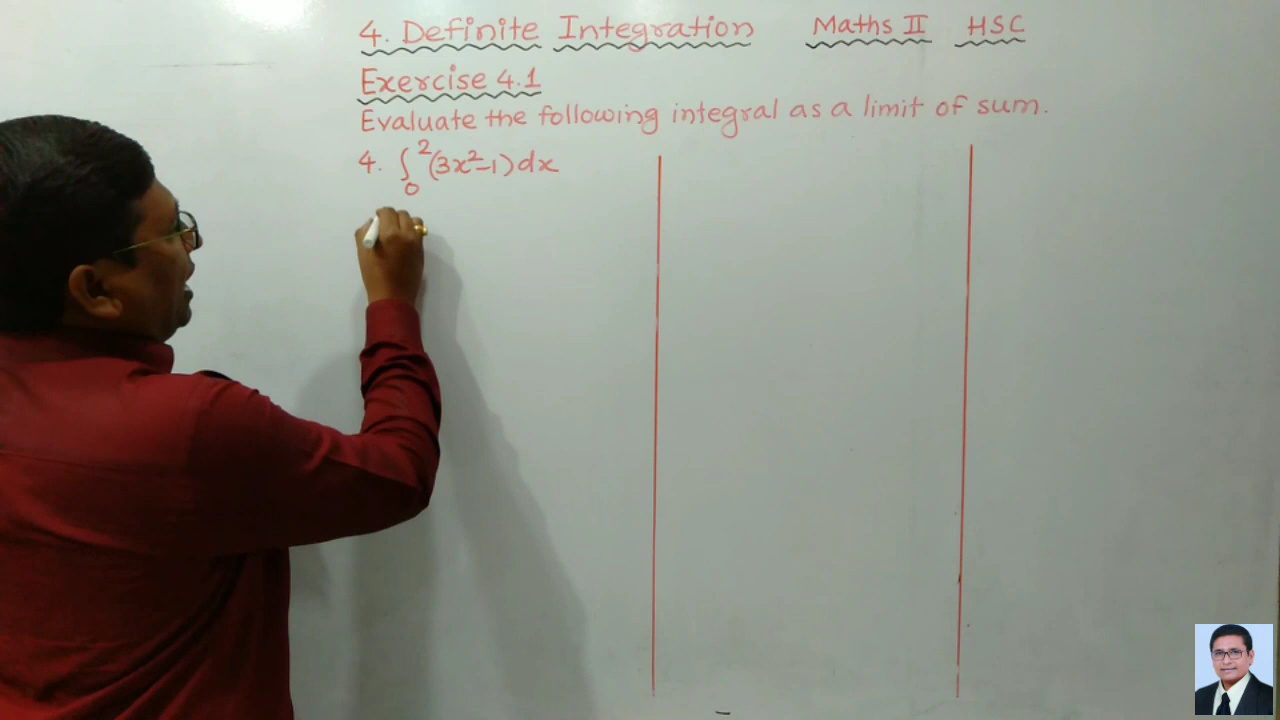 4. Definite Integration Maths II HSC
Exercise 4.1
Evaluate the following integral as a limit of sum.
4. ∫₀²(3x²-1)dx